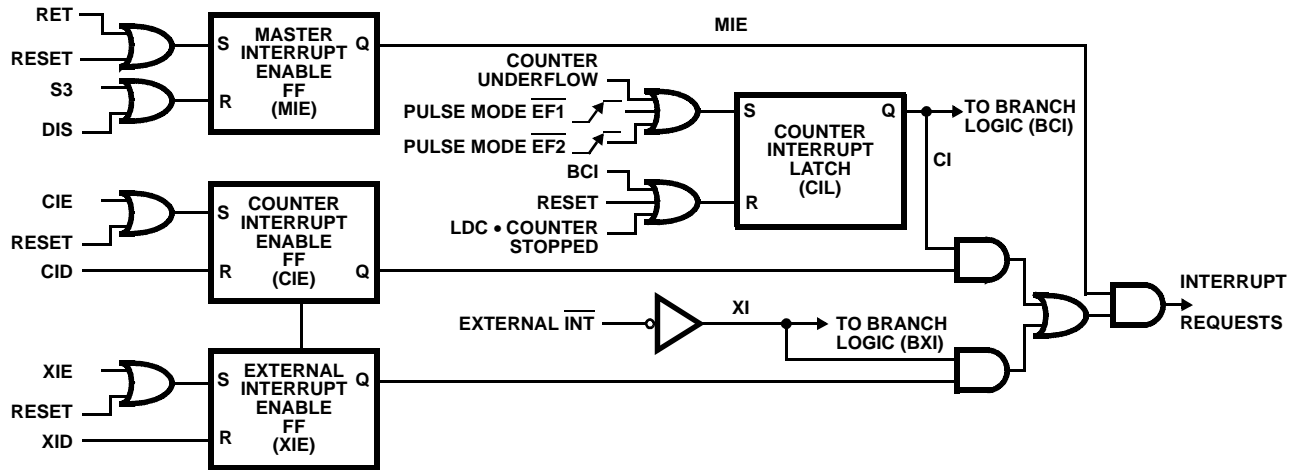 RET
RESET
S3
DIS
S
R
Q
MASTER
INTERRUPT
ENABLE
FF
(MIE)
MIE
COUNTER
UNDERFLOW
PULSE MODE EF1
PULSE MODE EF2
BCI
RESET
LDC • COUNTER
STOPPED
S
R
Q
COUNTER
INTERRUPT
LATCH
(CIL)
TO BRANCH
LOGIC (BCI)
CI
CIE
RESET
CID
S
R
Q
COUNTER
INTERRUPT
ENABLE
FF
(CIE)
EXTERNAL INT
XI
TO BRANCH
LOGIC (BXI)
INTERRUPT
REQUESTS
XIE
RESET
XID
S
R
Q
EXTERNAL
INTERRUPT
ENABLE
FF
(XIE)